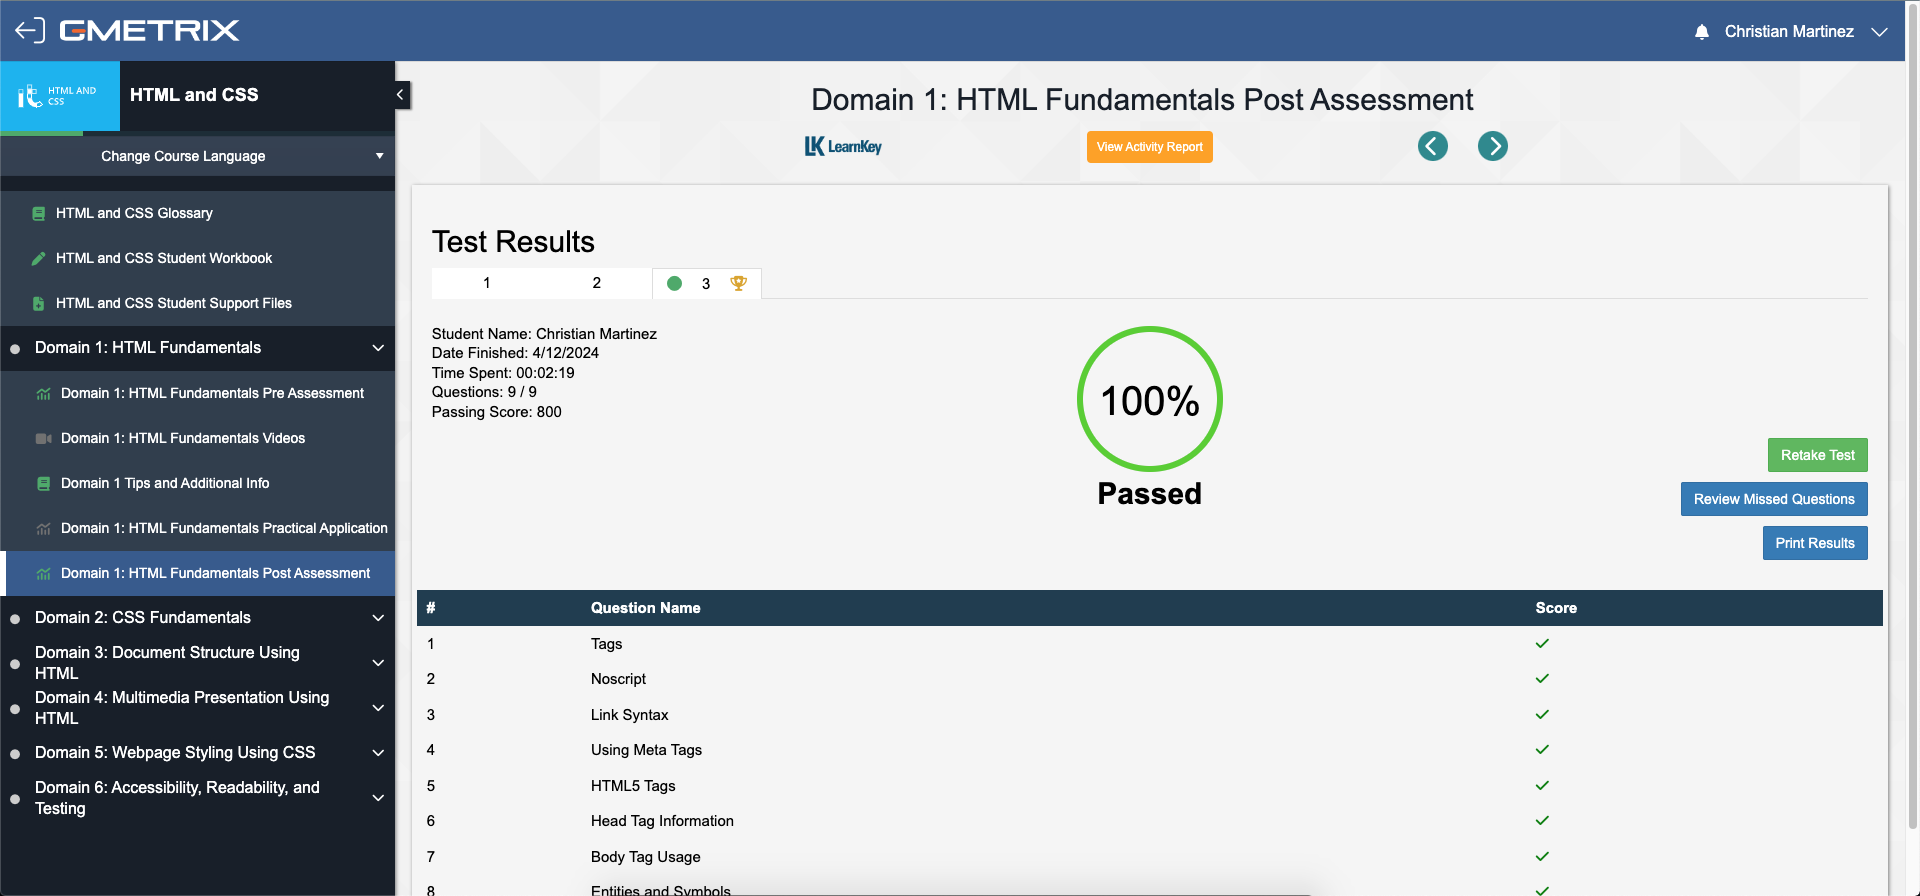 GMETRIX
Christian Martinez
HTML AND
CSS
HTML and CSS
Change Course Language
HTML and CSS Glossary
HTML and CSS Student Workbook
HTML and CSS Student Support Files
Domain 1: HTML Fundamentals
Domain 1: HTML Fundamentals Pre Assessment
Domain 1: HTML Fundamentals Videos
Domain 1 Tips and Additional Info
Domain 1: HTML Fundamentals Practical Application
Domain 1: HTML Fundamentals Post Assessment
Domain 2: CSS Fundamentals
Domain 3: Document Structure Using
HTML
Domain 4: Multimedia Presentation Using
HTML
Domain 5: Webpage Styling Using CSS
Domain 6: Accessibility, Readability, and
Testing
Domain 1: HTML Fundamentals Post Assessment
LK LearnKey
View Activity Report
Test Results
1 2 3
Student Name: Christian Martinez
Date Finished: 4/12/2024
Time Spent: 00:02:19
Questions: 9 / 9
Passing Score: 800
100%
Passed
Retake Test
Review Missed Questions
Print Results
# Question Name Score
1 Tags
2 Noscript
3 Link Syntax
4 Using Meta Tags
5 HTML5 Tags
6 Head Tag Information
7 Body Tag Usage
8 Entities and Symbols